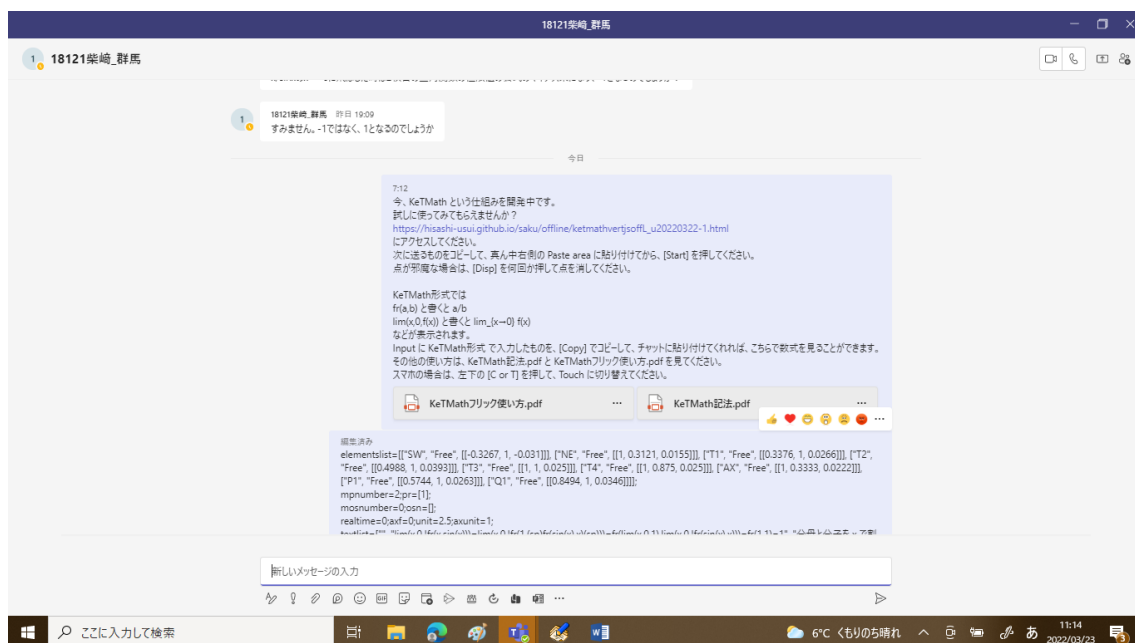 18121柴﨑_群馬
1 18121柴﨑_群馬
1 18121柴﨑_群馬 昨日 19:09
すみません。-1ではなく、1となるのでしょうか
今日
7:12
今、KeTMath という仕組みを開発中です。
試しに使ってみてもらえませんか？
https://hisashi-usui.github.io/saku/offline/ketmathvertjsoffL_u20220322-1.html
にアクセスしてください。
次に送るものをコピーして、真ん中右側の Paste area に貼り付けてから、[Start] を押してください。
点が邪魔な場合は、[Disp] を何回か押して点を消してください。
KeTMath形式では
fr(a,b) と書くと a/b
lim(x,0,f(x)) と書くと lim_{x→0} f(x)
などが表示されます。
Input に KeTMath形式 で入力したものを、[Copy] でコピーして、チャットに貼り付けてくれれば、こちらで数式を見ることができます。
その他の使い方は、KeTMath記法.pdf と KeTMathフリック使い方.pdf を見てください。
スマホの場合は、左下の [C or T] を押して、Touch に切り替えてください。
KeTMathフリック使い方.pdf … KeTMath記法.pdf …
編集済み
elementslist=[["SW", "Free", [[-0.3267, 1, -0.031]]], ["NE", "Free", [[1, 0.3121, 0.0155]]], ["T1", "Free", [[0.3376, 1, 0.0266]]], ["T2",
"Free", [[0.4988, 1, 0.0393]]], ["T3", "Free", [[1, 1, 0.025]]], ["T4", "Free", [[1, 0.875, 0.025]]], ["AX", "Free", [[1, 0.3333, 0.0222]]],
["P1", "Free", [[0.5744, 1, 0.0263]]], ["Q1", "Free", [[0.8494, 1, 0.0346]]]];
mpnumber=2;pr=[1];
mosnumber=0;osn=[];
realtime=0;axf=0;unit=2.5;axunit=1;
新しいメッセージの入力
GIF
ここに入力して検索
6°C くもりのち晴れ
あ
11:14
2022/03/23
3